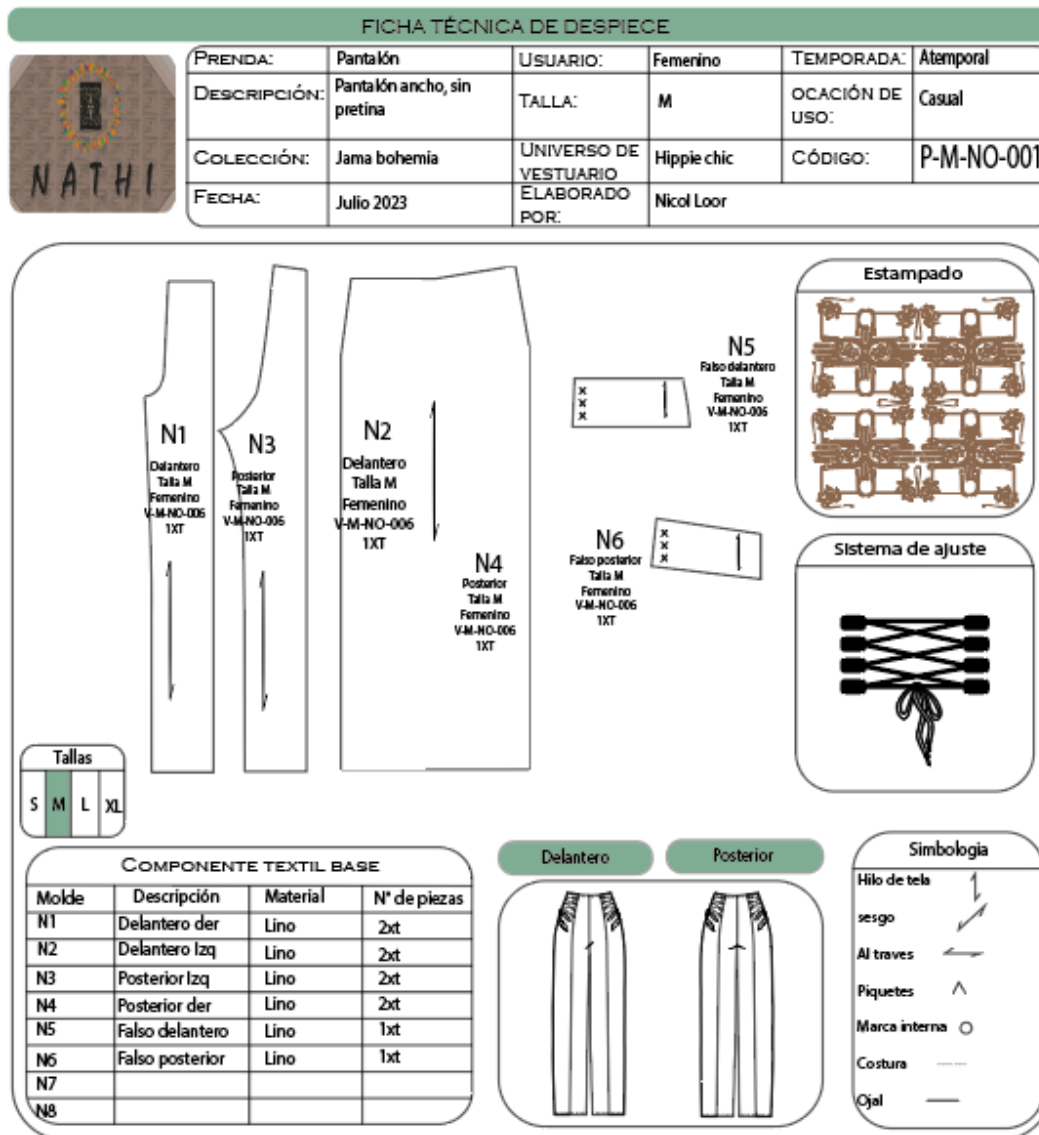 FICHA TÉCNICA DE DESPIECE
NATHI
PRENDA: Pantalón USUARIO: Femenino TEMPORADA: Atemporal
DESCRIPCIÓN: Pantalón ancho, sin pretina TALLA: M OCACIÓN DE USO: Casual
COLECCIÓN: Jama bohemia UNIVERSO DE VESTUARIO Hippie chic CÓDIGO: P-M-NO-001
FECHA: Julio 2023 ELABORADO POR: Nicol Loor
N1
Delantero
Talla M
Femenino
V-M-NO-006
1XT
N3
Posterior
Talla M
Femenino
V-M-NO-006
1XT
N2
Delantero
Talla M
Femenino
V-M-NO-006
1XT
N4
Posterior
Talla M
Femenino
V-M-NO-006
1XT
N5
Falso delantero
Talla M
Femenino
V-M-NO-006
1XT
N6
Falso posterior
Talla M
Femenino
V-M-NO-006
1XT
Estampado
Sistema de ajuste
Tallas
S M L XL
COMPONENTE TEXTIL BASE
Molde Descripción Material N° de piezas
N1 Delantero der Lino 2xt
N2 Delantero Izq Lino 2xt
N3 Posterior Izq Lino 2xt
N4 Posterior der Lino 2xt
N5 Falso delantero Lino 1xt
N6 Falso posterior Lino 1xt
N7
N8
Delantero
Posterior
Simbologia
Hilo de tela
sesgo
Al traves
Piquetes
Marca interna
Costura
Ojal